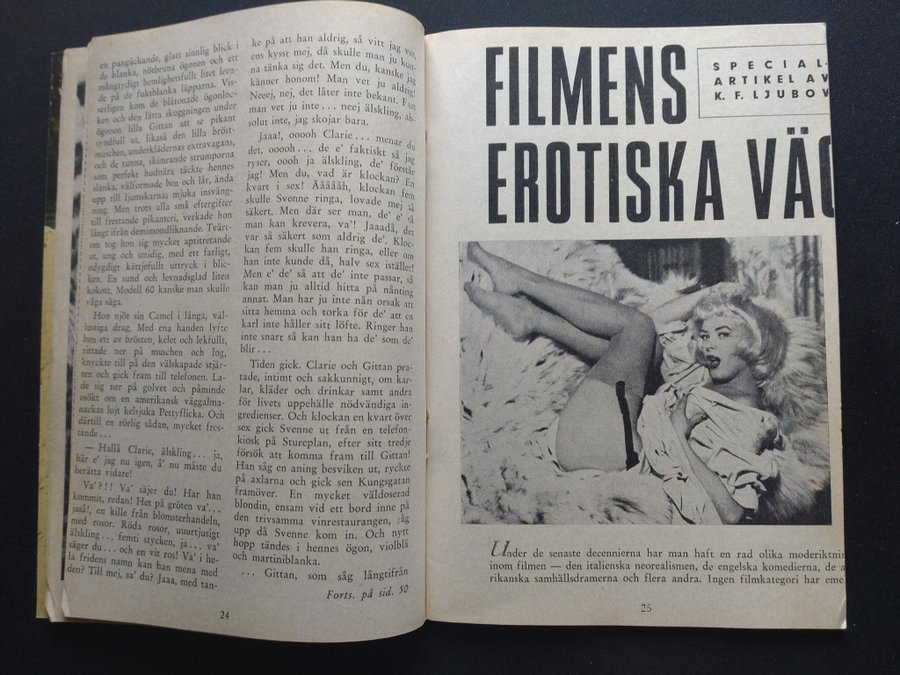 en pangäckande, glatt sinnlig blick i
de blanka, nötbruna ögonen och ett
mångtydigt hemlighetsfullt litet leen-
de på de fuktblanka läpparna. Vis-
serligen kom de blåtonade ögonloc-
ken och den lätta skuggningen under
ögonen lilla Gittan att se pikant
syndfull ut, likaså den lilla bröst-
muschen, underklädernas extravagans,
och de tunna, skimrande strumporna
som perfekt hudnära täckte hennes
slanka, välformade ben och lår, ända
upp till ljumskarnas mjuka insväng-
ning. Men trots alla små eftergifter
till frestande pikanteri, verkade hon
långt ifrån demimondliknande. Tvärt-
om tog hon sig mycket aptitretande
ut, ung och smidig, med ett farligt,
odygdigt kättjefullt uttryck i blic-
ken. En sund och levnadsglad liten
kokott. Modell 60 kanske man skulle
våga säga.
Hon njöt sin Camel i långa, väl-
lustiga drag. Med ena handen lyfte
hon ett av brösten, kelet och lekfullt,
tittade ner på muschen och log,
knyckte till på den välskapade stjär-
ten och gick fram till telefonen. La-
de sig ner på golvet och påminde
osökt om en amerikansk väggalma-
nackas löjt kelsjuka Pettyflicka. Och
därtill en rörlig sådan, mycket fres-
tande...
— Hallå Clarie, älskling... ja,
här e' jag nu igen, å' nu måste du
berätta vidare!
Va'?!! Va' säjer du! Har han
kommit, redan! Het på gröten va'...
jaså!, en kille från blomsterhandeln,
med rosor. Röda rosor, uuurtjusigt
älskling... femti stycken, ja... va'
säger du... och en vit ros! Va' i he-
la fridens namn kan han mena med
den? Till mej, sa' du? Jaaa, med tan-
24
ke på att han aldrig, så vitt jag vet,
ens kysst mej, då skulle man ju kun-
na tänka sig det. Men du, kanske jag
känner honom! Man vet ju aldrig!
Neeej, nej, det låter inte bekant. Fast
man vet ju inte... neej älskling, ab-
solut inte, jag skojar bara.
Jaaa!, ooooh Clarie... menar du
det, ooooh... de e' faktiskt så jag
ryser, oooh ja älskling, de' förstår
jag! Men du, vad är klockan? En
kvart i sex! Ååååååh, klockan fem
skulle Svenne ringa, lovade mej så
säkert. Men där ser man, de' e' så
man kan krevera, va'! Jaaadå, det
var så säkert som aldrig de'. Kloc-
kan fem skulle han ringa, eller om
han inte kunde då, halv sex istället!
Men e' de' så att de' inte passar, så
kan man ju alltid hitta på nånting
annat. Man har ju inte nån orsak att
sitta hemma och torka för de' att en
karl inte håller sitt löfte. Ringer han
inte snart så kan han ha de' som de'
blir...
Tiden gick. Clarie och Gittan pra-
tade, intimt och sakkunnigt, om kar-
lar, kläder och drinkar samt andra
för livets uppehälle nödvändiga in-
gredienser. Och klockan en kvart över
sex gick Svenne ut från en telefon-
kiosk på Stureplan, efter sitt tredje
försök att komma fram till Gittan!
Han såg en aning besviken ut, ryckte
på axlarna och gick sen Kungsgatan
framöver. En mycket väldoserad
blondin, ensam vid ett bord inne på
den trivsamma vinrestaurangen, såg
upp då Svenne kom in. Och nytt
hopp tändes i hennes ögon, violblå
och martiniblanka.
... Gittan, som såg långtifrån
Forts. på sid. 50
FILMENS
EROTISKA VÄG
SPECIAL-
ARTIKEL AV
K. F. LJUBOV
Under de senaste decennierna har man haft en rad olika moderiktnin
inom filmen — den italienska neorealismen, de engelska komedierna, de a
rikanska samhällsdramerna och flera andra. Ingen filmkategori har eme
25